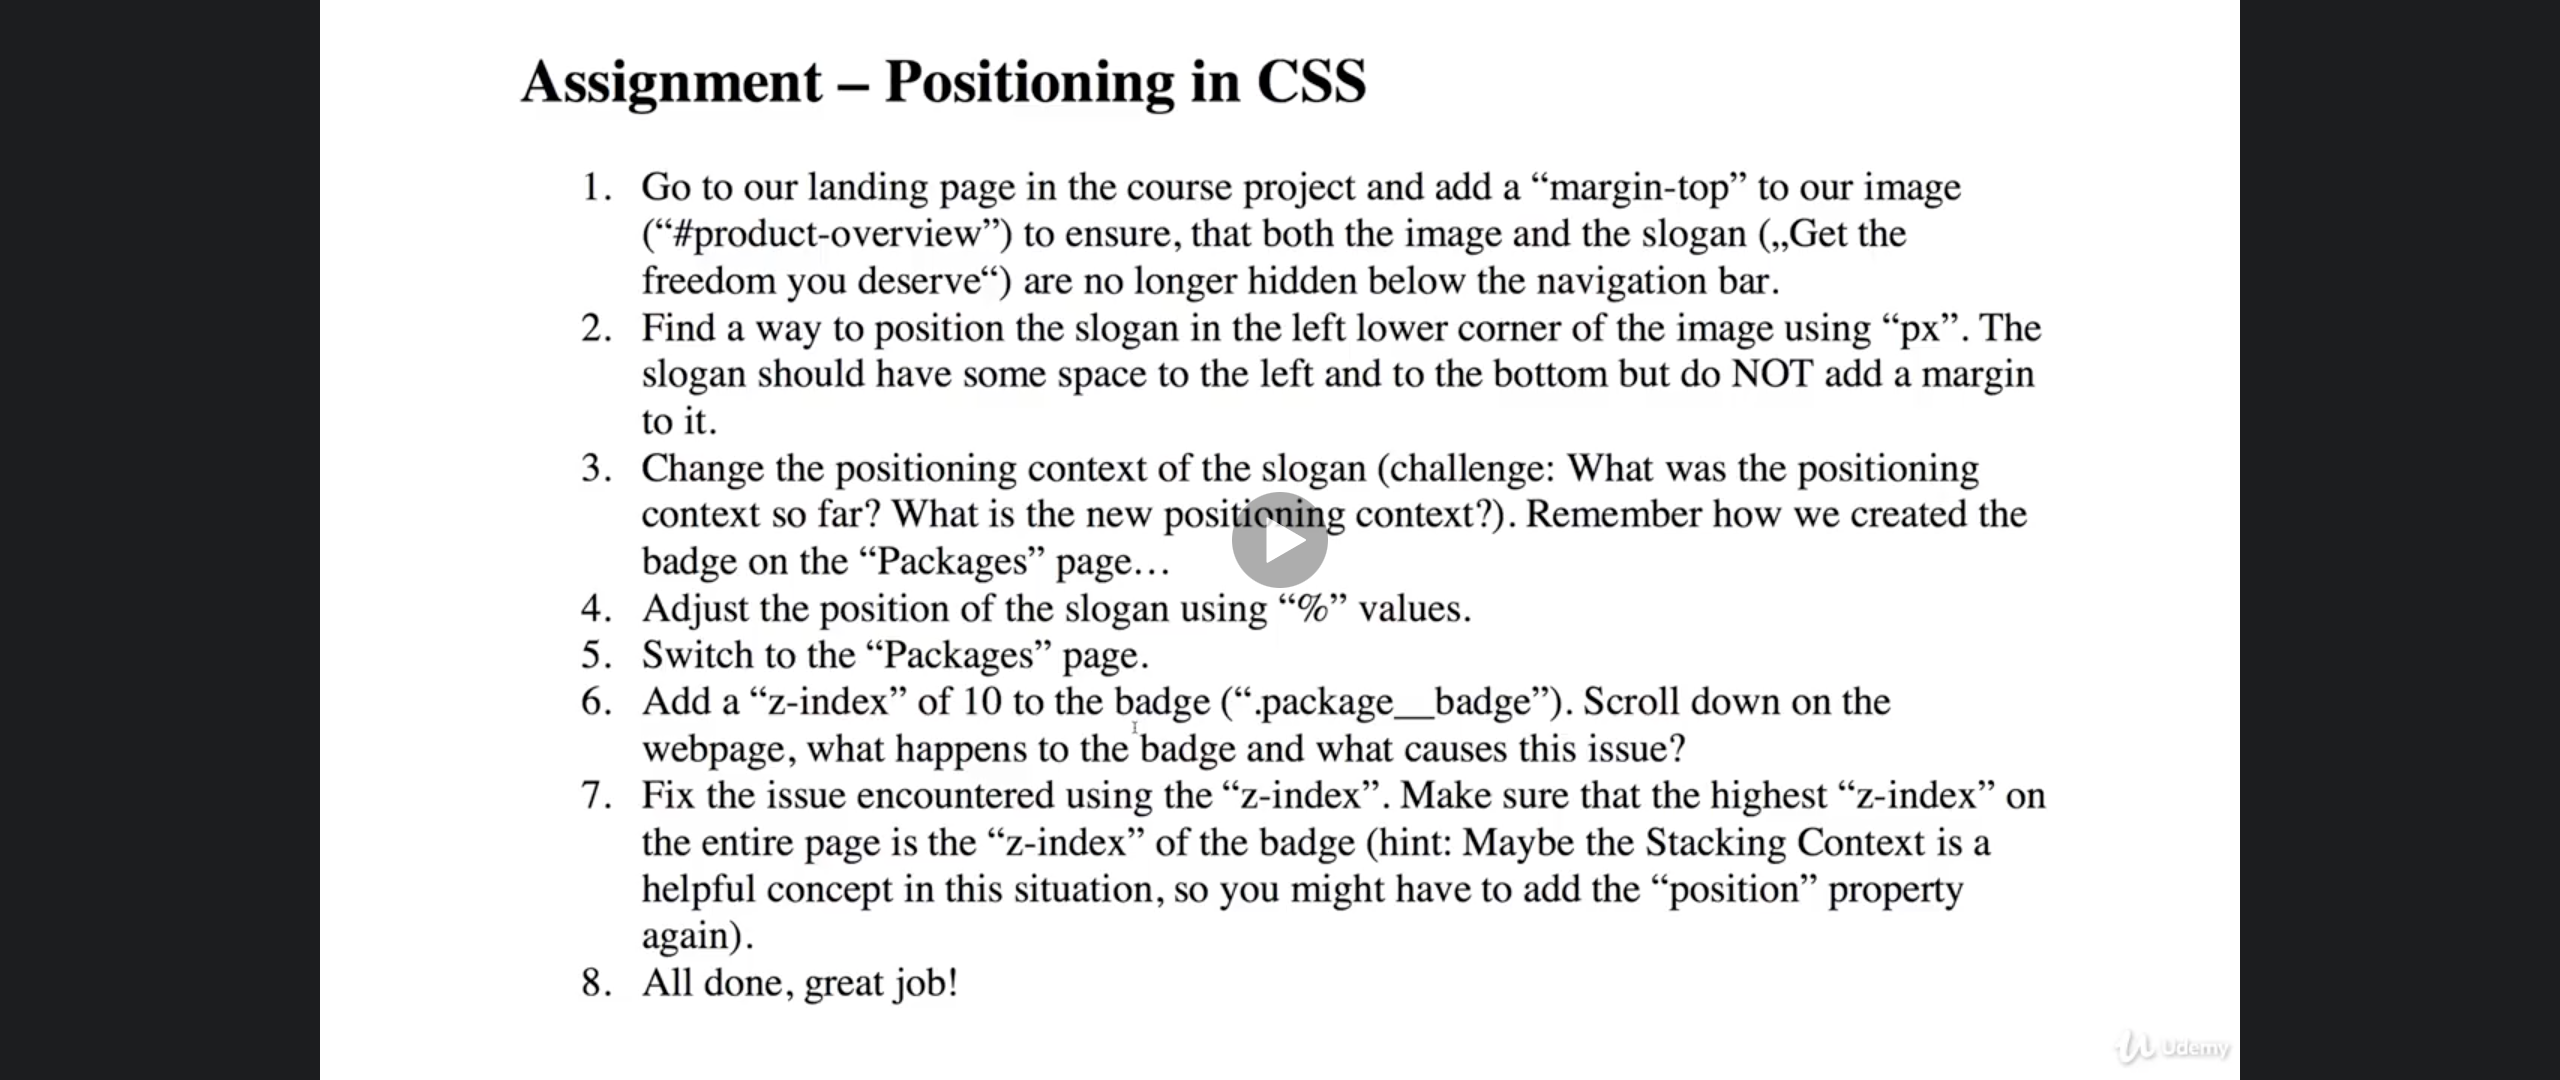 Assignment – Positioning in CSS
1. Go to our landing page in the course project and add a “margin-top” to our image
(“#product-overview”) to ensure, that both the image and the slogan („Get the
freedom you deserve“) are no longer hidden below the navigation bar.
2. Find a way to position the slogan in the left lower corner of the image using “px”. The
slogan should have some space to the left and to the bottom but do NOT add a margin
to it.
3. Change the positioning context of the slogan (challenge: What was the positioning
context so far? What is the new positioning context?). Remember how we created the
badge on the “Packages” page…
4. Adjust the position of the slogan using “%” values.
5. Switch to the “Packages” page.
6. Add a “z-index” of 10 to the badge (“.package__badge”). Scroll down on the
webpage, what happens to the badge and what causes this issue?
7. Fix the issue encountered using the “z-index”. Make sure that the highest “z-index” on
the entire page is the “z-index” of the badge (hint: Maybe the Stacking Context is a
helpful concept in this situation, so you might have to add the “position” property
again).
8. All done, great job!
Udemy